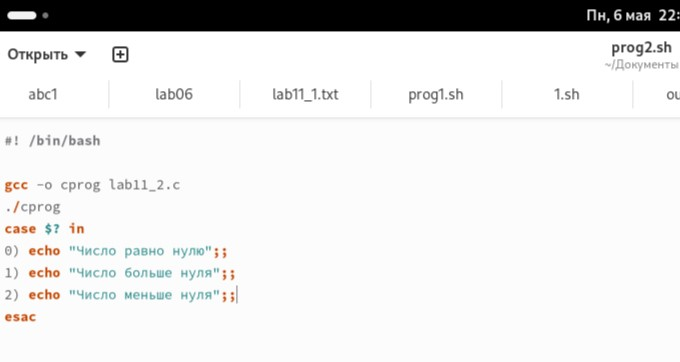 Пн, 6 мая 22:
Открыть
prog2.sh
~/Документы
abc1 lab06 lab11_1.txt prog1.sh 1.sh ou
#! /bin/bash
gcc -o cprog lab11_2.c
./cprog
case $? in
0) echo "Число равно нулю";;
1) echo "Число больше нуля";;
2) echo "Число меньше нуля";;
esac